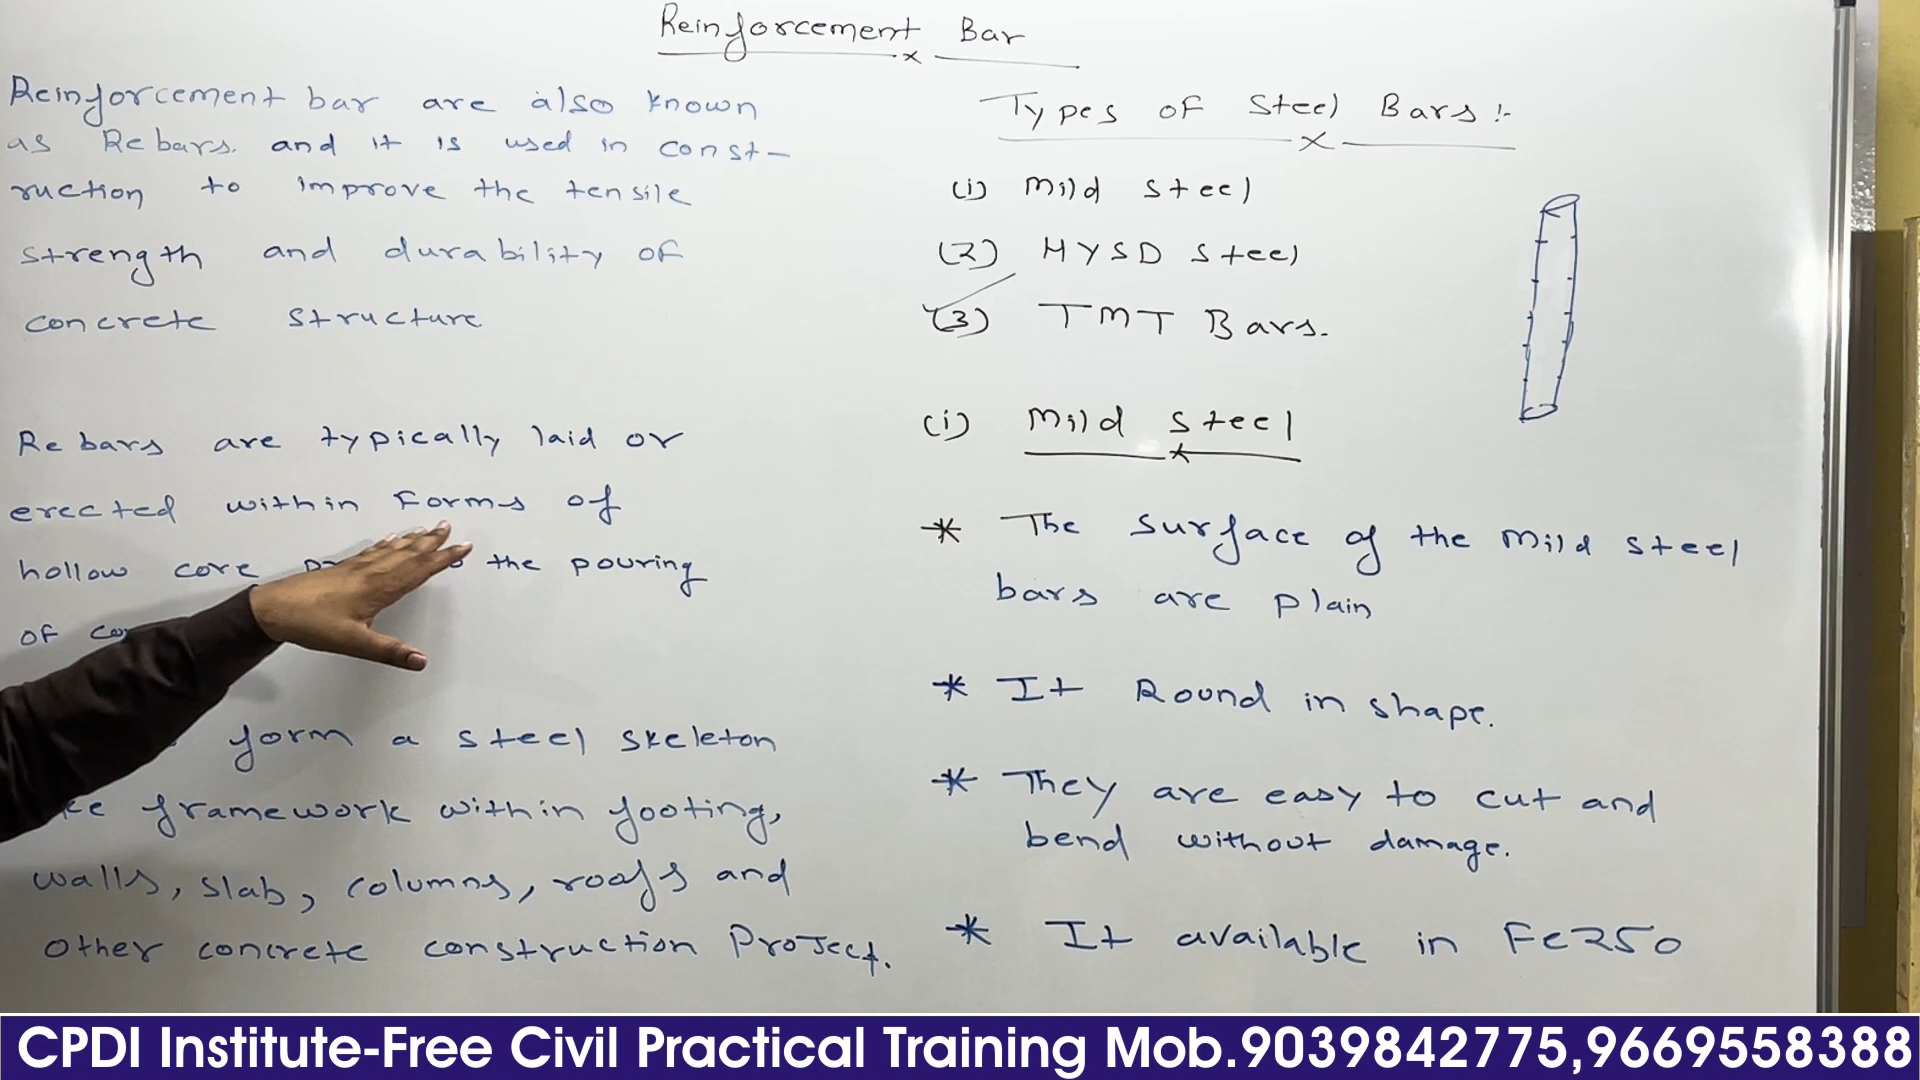 Reinforcement Bar
Reinforcement bar are also known
as Rebars. and it is used in const-
ruction to improve the tensile
strength and durability of
concrete structure
Rebars are typically laid or
erected within Forms of
hollow core the pouring
of
form a steel skeleton
framework within footing,
walls, slab, columns, roofs and
other concrete construction Project.
Types of Steel Bars :-
(i) Mild steel
(2) HYSD Steel
(3) TMT Bars.
(i) Mild Steel
* The surface of the mild steel
bars are plain
* It Round in shape.
* They are easy to cut and
bend without damage.
* It available in Fe250
CPDI Institute-Free Civil Practical Training Mob.9039842775,9669558388